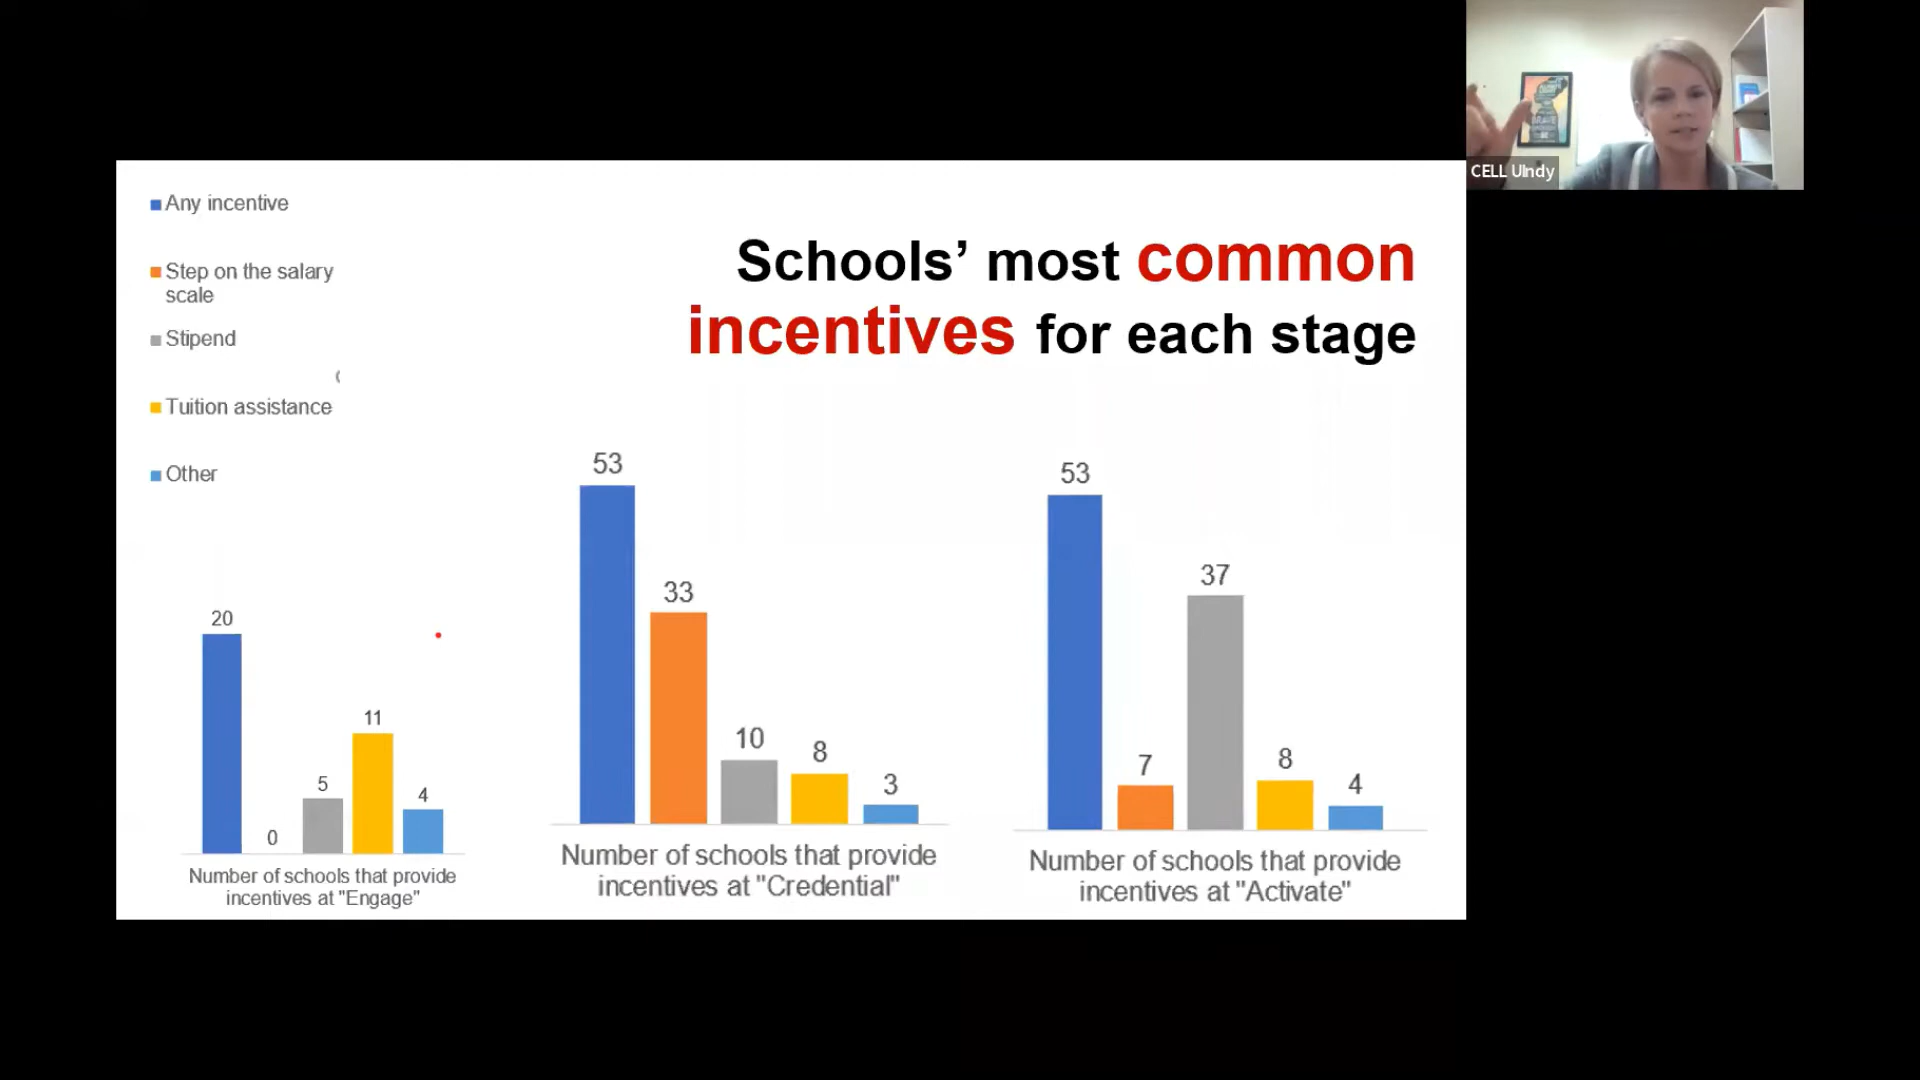 CELL UIndy
BRAVE
Any incentive
Step on the salary
scale
Stipend
Tuition assistance
Other
Schools’ most common
incentives for each stage
20
0
5
11
4
Number of schools that provide
incentives at "Engage"
53
33
10
8
3
Number of schools that provide
incentives at "Credential"
53
7
37
8
4
Number of schools that provide
incentives at "Activate"